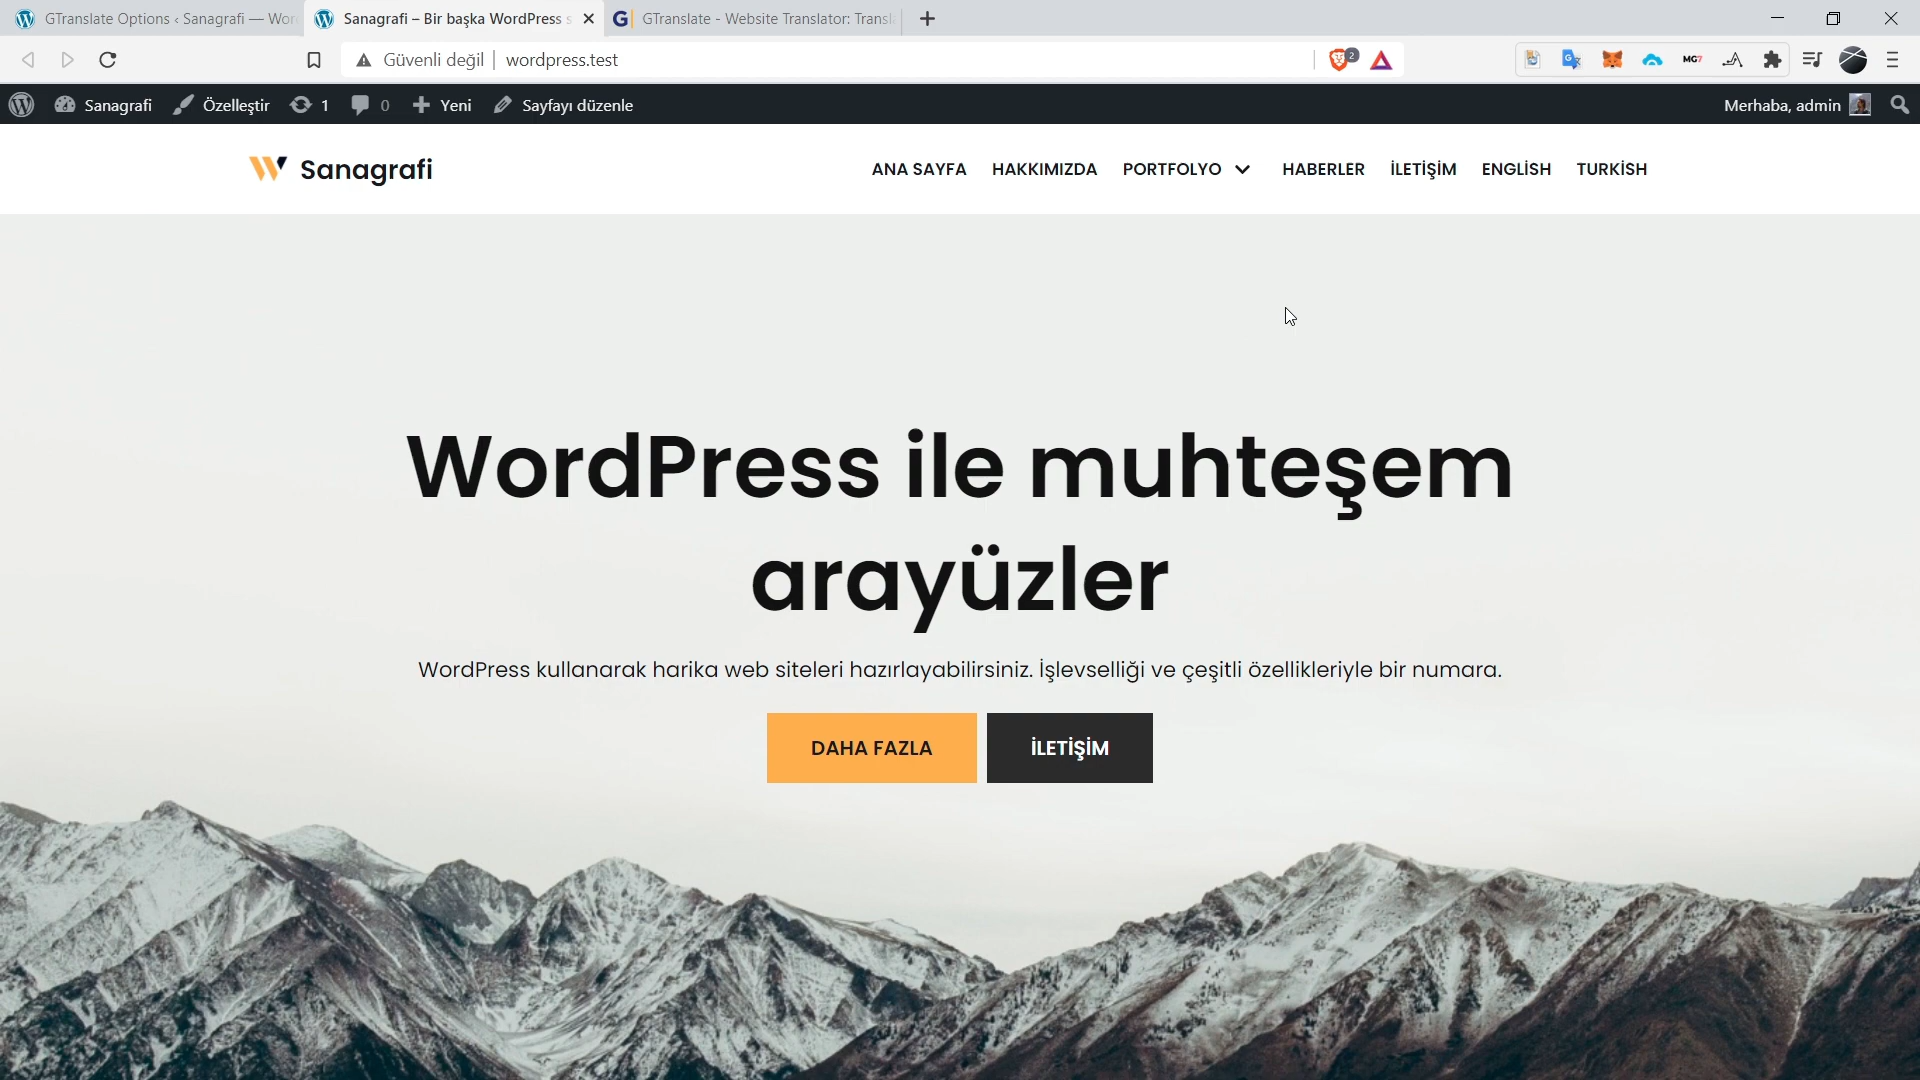 GTranslate Options ‹ Sanagrafi — Wor
Sanagrafi – Bir başka WordPress s
GTranslate - Website Translator: Transl
Güvenli değil
wordpress.test
2
MG7
Sanagrafi
Özelleştir
1
0
Yeni
Sayfayı düzenle
Merhaba, admin
Sanagrafi
ANA SAYFA
HAKKIMIZDA
PORTFOLYO
HABERLER
İLETİŞİM
ENGLİSH
TURKİSH
WordPress ile muhteşem
arayüzler
WordPress kullanarak harika web siteleri hazırlayabilirsiniz. İşlevselliği ve çeşitli özellikleriyle bir numara.
DAHA FAZLA
İLETİŞİM